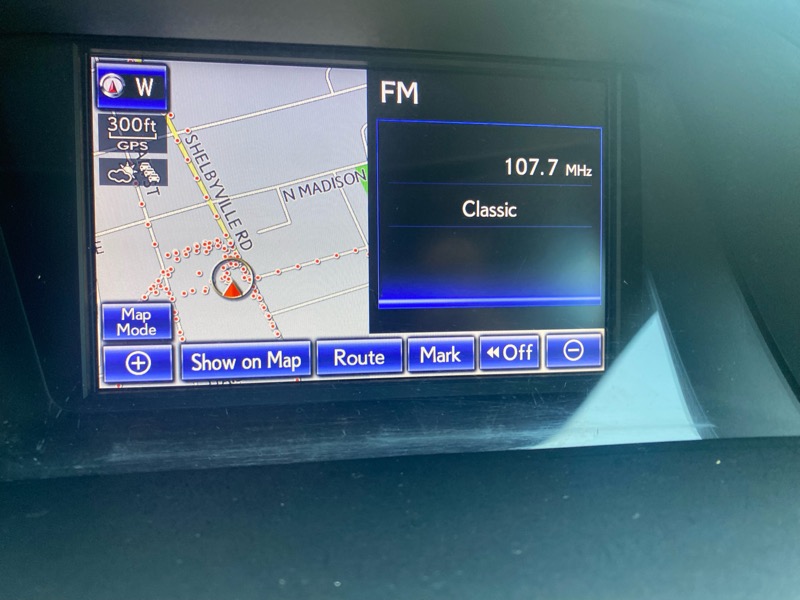 W
300ft
GPS
SHELBYVILLE RD
N MADISON
FM
107.7 MHz
Classic
Map
Mode
Show on Map
Route
Mark
Off